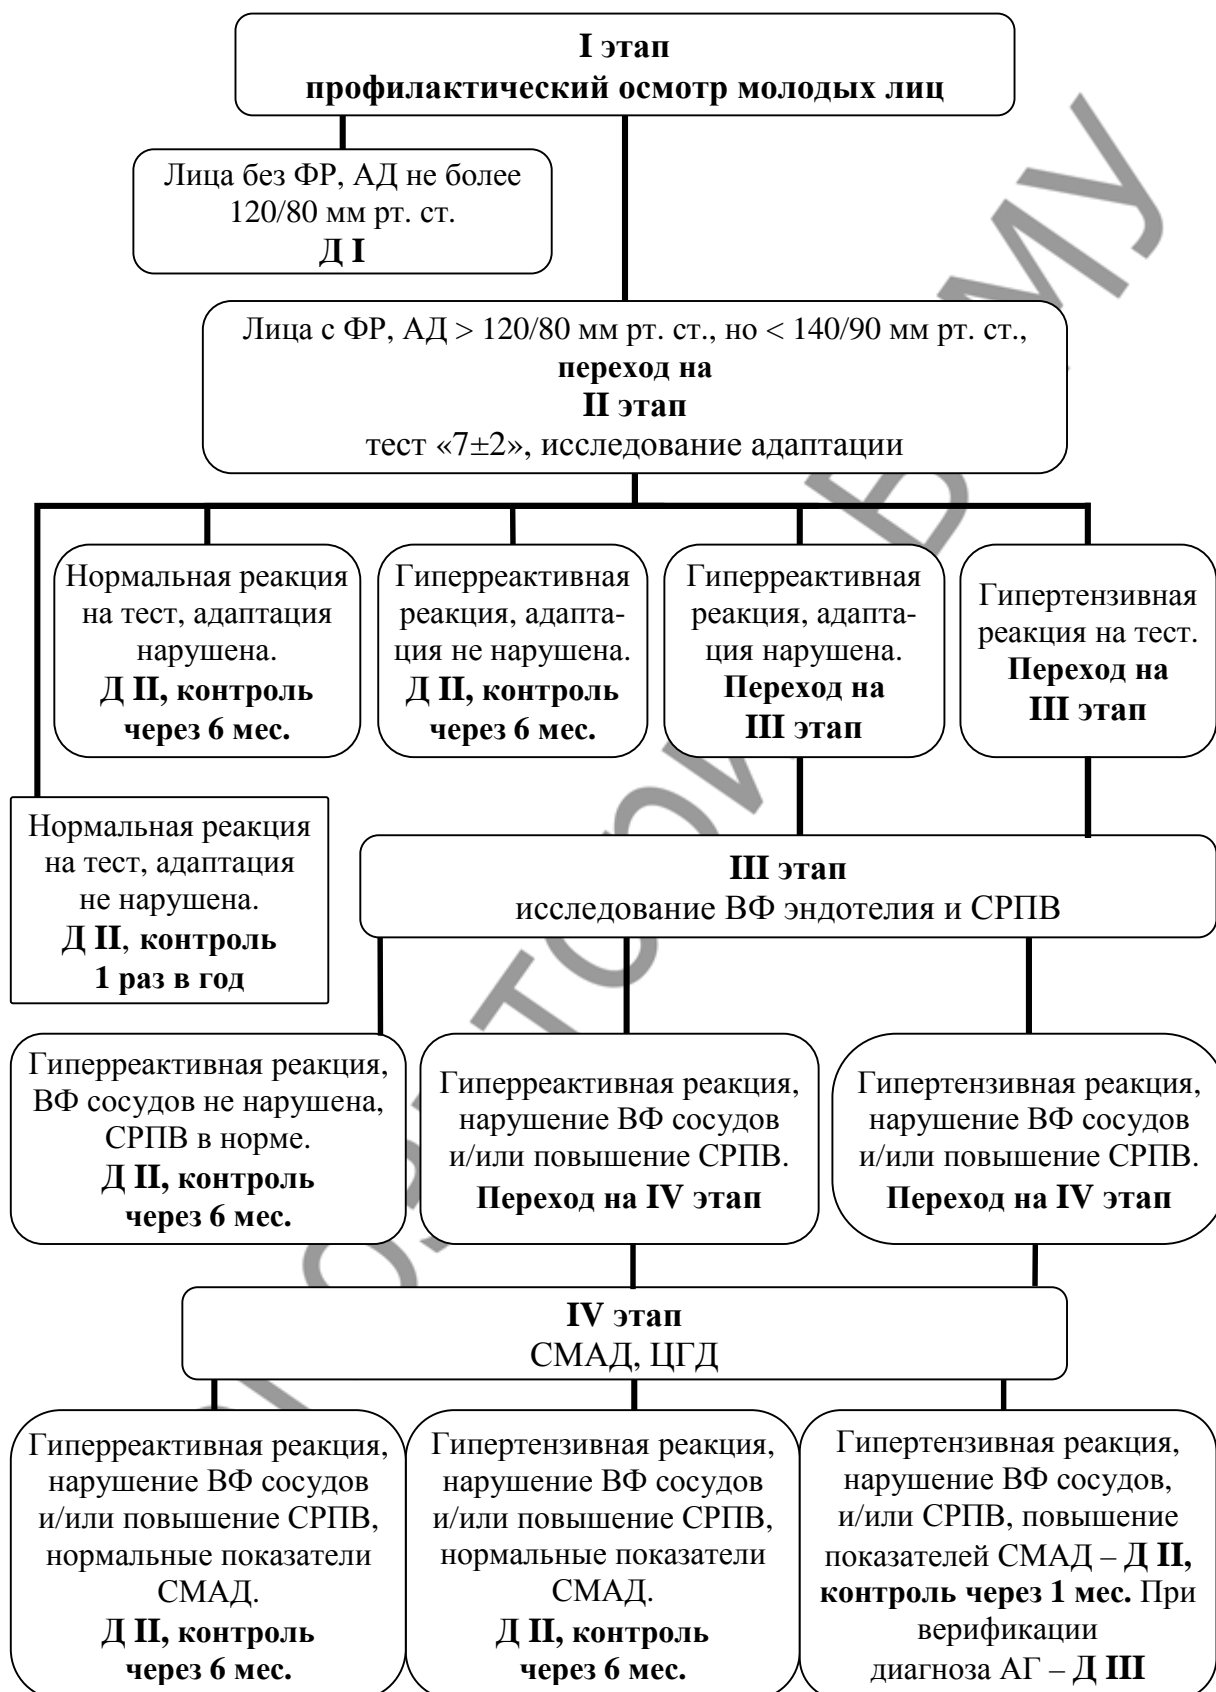 I этап
профилактический осмотр молодых лиц
Лица без ФР, АД не более
120/80 мм рт. ст.
Д I
Лица с ФР, АД > 120/80 мм рт. ст., но < 140/90 мм рт. ст.,
переход на
II этап
тест «7±2», исследование адаптации
Нормальная реакция
на тест, адаптация
нарушена.
Д II, контроль
через 6 мес.
Гиперреактивная
реакция, адапта-
ция не нарушена.
Д II, контроль
через 6 мес.
Гиперреактивная
реакция, адапта-
ция нарушена.
Переход на
III этап
Гипертензивная
реакция на тест.
Переход на
III этап
Нормальная реакция
на тест, адаптация
не нарушена.
Д II, контроль
1 раз в год
III этап
исследование ВФ эндотелия и СРПВ
Гиперреактивная реакция,
ВФ сосудов не нарушена,
СРПВ в норме.
Д II, контроль
через 6 мес.
Гиперреактивная реакция,
нарушение ВФ сосудов
и/или повышение СРПВ.
Переход на IV этап
Гипертензивная реакция,
нарушение ВФ сосудов
и/или повышение СРПВ.
Переход на IV этап
IV этап
СМАД, ЦГД
Гиперреактивная реакция,
нарушение ВФ сосудов
и/или повышение СРПВ,
нормальные показатели
СМАД.
Д II, контроль
через 6 мес.
Гипертензивная реакция,
нарушение ВФ сосудов
и/или повышение СРПВ,
нормальные показатели
СМАД.
Д II, контроль
через 6 мес.
Гипертензивная реакция,
нарушение ВФ сосудов,
и/или СРПВ, повышение
показателей СМАД – Д II,
контроль через 1 мес. При
верификации
диагноза АГ – Д III